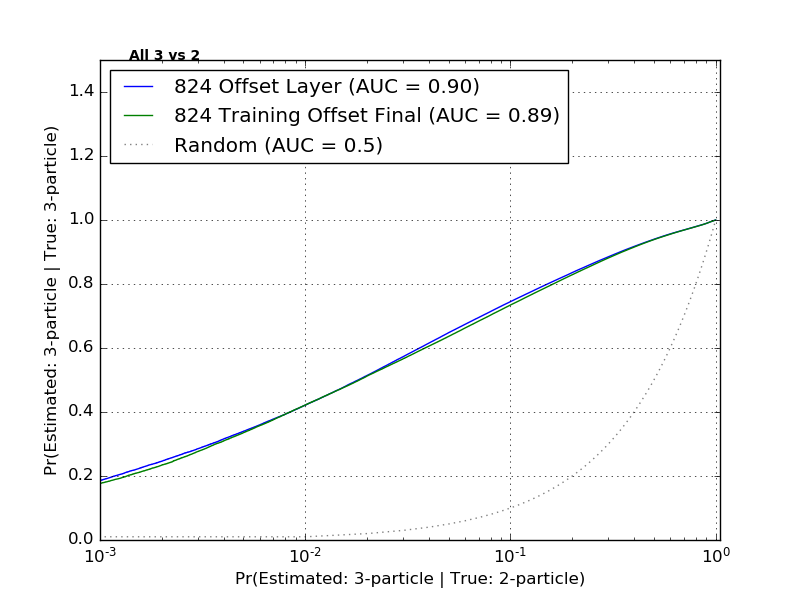 All 3 vs 2
824 Offset Layer (AUC = 0.90)
824 Training Offset Final (AUC = 0.89)
Random (AUC = 0.5)
Pr(Estimated: 3-particle | True: 3-particle)
1.4
1.2
1.0
0.8
0.6
0.4
0.2
0.0
10⁻³ 10⁻² 10⁻¹ 10⁰
Pr(Estimated: 3-particle | True: 2-particle)